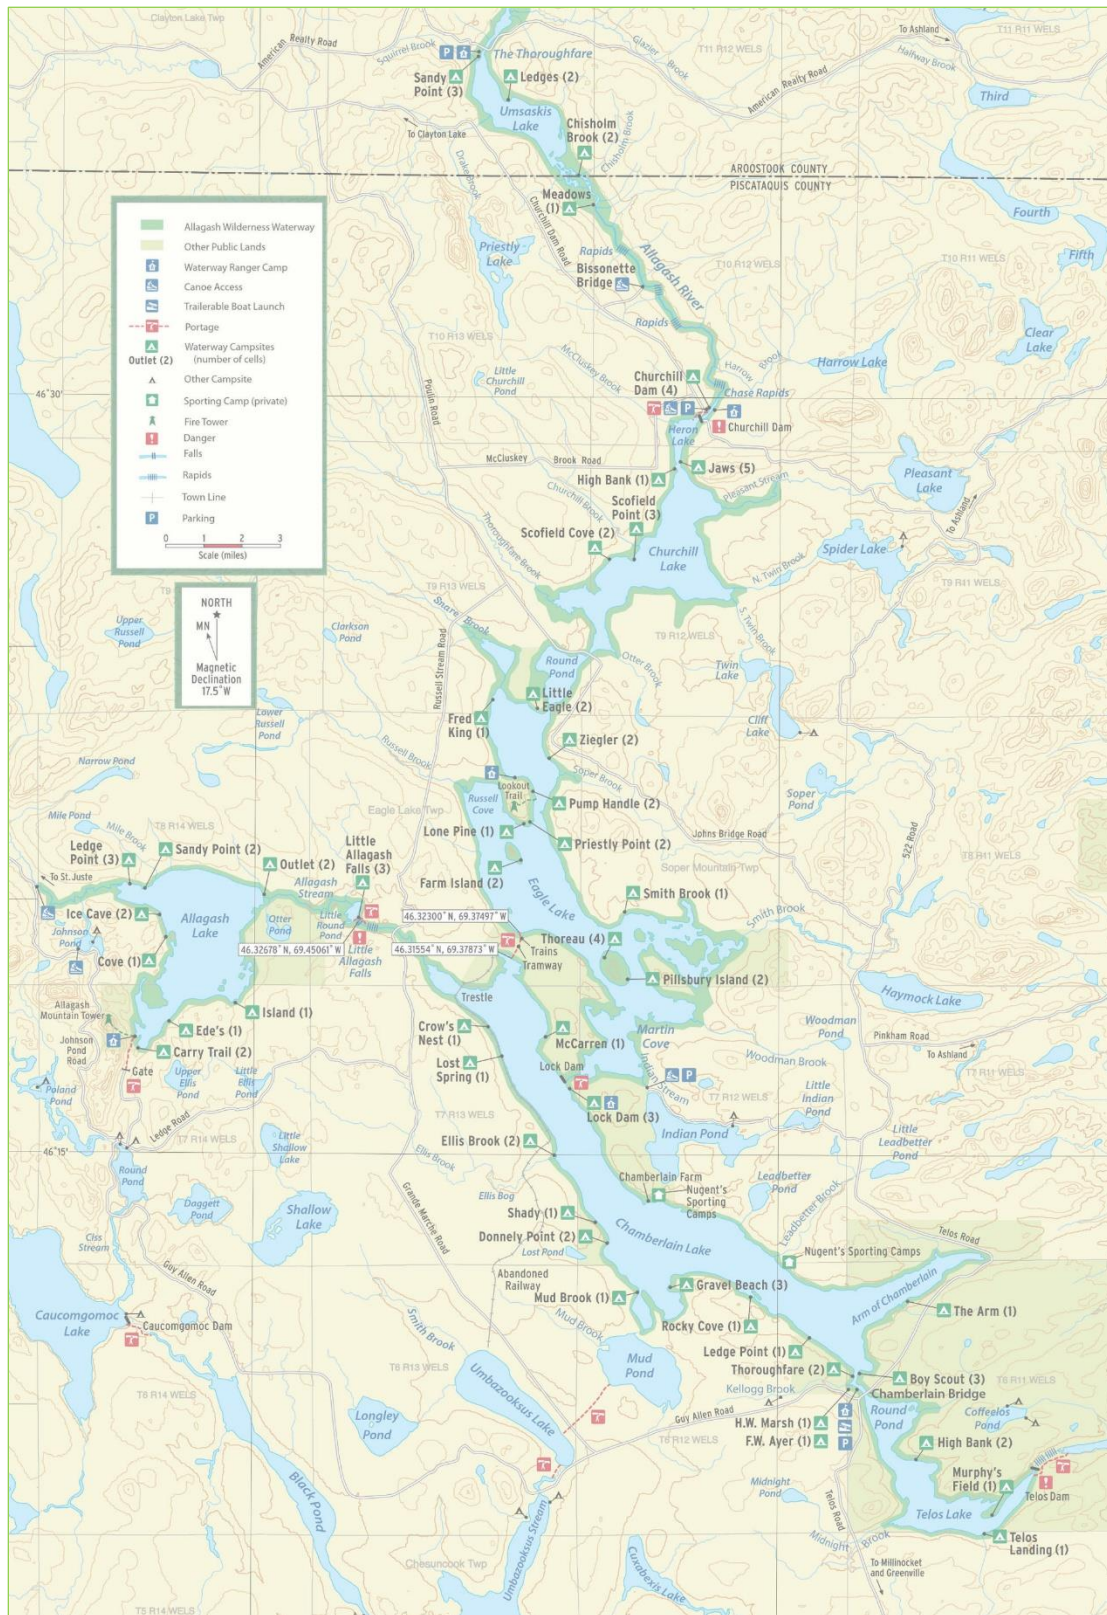 Clayton Lake Twp
American Realty Road
Squirrel Brook
The Thoroughfare
Glazier Brook
T11 R12 WELS
To Ashland
T11 R11 WELS
Halfway Brook
American Realty Road
Third
Sandy Point (3)
Ledges (2)
Umsaskis Lake
To Clayton Lake
Chisholm Brook (2)
Chisholm Brook
Drake Brook
AROOSTOOK COUNTY
PISCATAQUIS COUNTY
Meadows (1)
Churchill Dam Road
Fourth
Fifth
Priestly Lake
Rapids
Allagash River
Bissonette Bridge
T10 R12 WELS
T10 R11 WELS
Rapids
T10 R13 WELS
McCluskey Brook
Harrow Brook
Harrow Lake
Clear Lake
Little Churchill Pond
Poulin Road
Churchill Dam (4)
Chase Rapids
46°30'
Heron Lake
Churchill Dam
McCluskey Brook Road
High Bank (1)
Jaws (5)
Pleasant Stream
Pleasant Lake
To Ashland
Churchill Brook
Scofield Point (3)
Scofield Cove (2)
Churchill Lake
Spider Lake
Thoroughfare Brook
N. Twin Brook
T9 R13 WELS
T9 R11 WELS
Allagash Wilderness Waterway
Other Public Lands
Waterway Ranger Camp
Canoe Access
Trailerable Boat Launch
Portage
Waterway Campsites
Outlet (2) (number of cells)
Other Campsite
Sporting Camp (private)
Fire Tower
Danger
Falls
Rapids
Town Line
P Parking
0 1 2 3
Scale (miles)
NORTH
MN
Magnetic
Declination
17.5°W
Snare Brook
S. Twin Brook
T9 R12 WELS
Upper Russell Pond
Clarkson Pond
Russell Stream Road
Round Pond
Otter Brook
Twin Lake
Little Eagle (2)
Lower Russell Pond
Fred King (1)
Cliff Lake
Ziegler (2)
Russell Brook
Narrow Pond
Soper Brook
Lookout Trail
Russell Cove
Soper Pond
Eagle Lake Twp
Pump Handle (2)
Mile Pond
Mile Brook
T8 R14 WELS
Lone Pine (1)
Priestly Point (2)
Johns Bridge Road
522 Road
T8 R11 WELS
Ledge Point (3)
Sandy Point (2)
Little Allagash Falls (3)
Outlet (2)
To St. Juste
Allagash Stream
Farm Island (2)
Soper Mountain Twp
Eagle Lake
Smith Brook (1)
Smith Brook
Ice Cave (2)
Allagash Lake
Otter Pond
Little Round Pond
46.32300° N, 69.37497° W
Johnson Pond
Cove (1)
46.32678° N, 69.45061° W
46.31554° N, 69.37873° W
Little Allagash Falls
Thoreau (4)
Trains
Tramway
Pillsbury Island (2)
Trestle
Haymock Lake
Allagash Mountain Tower
Island (1)
Ede's (1)
Crow's Nest (1)
McCarren (1)
Martin Cove
Woodman Pond
Pinkham Road
To Ashland
Woodman Brook
Johnson Pond Road
Carry Trail (2)
Gate
Upper Ellis Pond
Little Ellis Pond
Lost Spring (1)
Lock Dam
Indian Stream
T7 R11 WELS
Poland Pond
Lock Dam (3)
T7 R12 WELS
Little Indian Pond
Ledge Road
T7 R14 WELS
T7 R13 WELS
Indian Pond
Little Leadbetter Pond
46°15'
Little Shallow Lake
Ellis Brook (2)
Ellis Brook
Round Pond
Chamberlain Farm
Nugent's Sporting Camps
Leadbetter Pond
Leadbetter Brook
Daggett Pond
Shallow Lake
Ellis Bog
Grande Marche Road
Shady (1)
Donnely Point (2)
Lost Pond
Chamberlain Lake
Telos Road
Nugent's Sporting Camps
Ciss Stream
Guy Allen Road
Abandoned Railway
Mud Brook (1)
Mud Brook
Gravel Beach (3)
Arm of Chamberlain
The Arm (1)
Caucomgomoc Lake
Caucomgomoc Dam
Smith Brook
Rocky Cove (1)
Ledge Point (1)
Thoroughfare (2)
Mud Pond
T8 R13 WELS
T6 R11 WELS
Boy Scout (3)
Chamberlain Bridge
Kellogg Brook
Umbazooksus Lake
T8 R14 WELS
Longley Pond
Guy Allen Road
T6 R12 WELS
H.W. Marsh (1)
F.W. Ayer (1)
Round Pond
Coffeelos Pond
High Bank (2)
Murphy's Field (1)
Midnight Pond
Telos Dam
Black Pond
Telos Road
Telos Lake
Umbazooksus Stream
Midnight Brook
Telos Landing (1)
Chesuncook Twp
Cuxabexis Lake
To Millinocket
and Greenville
T5 R14 WELS